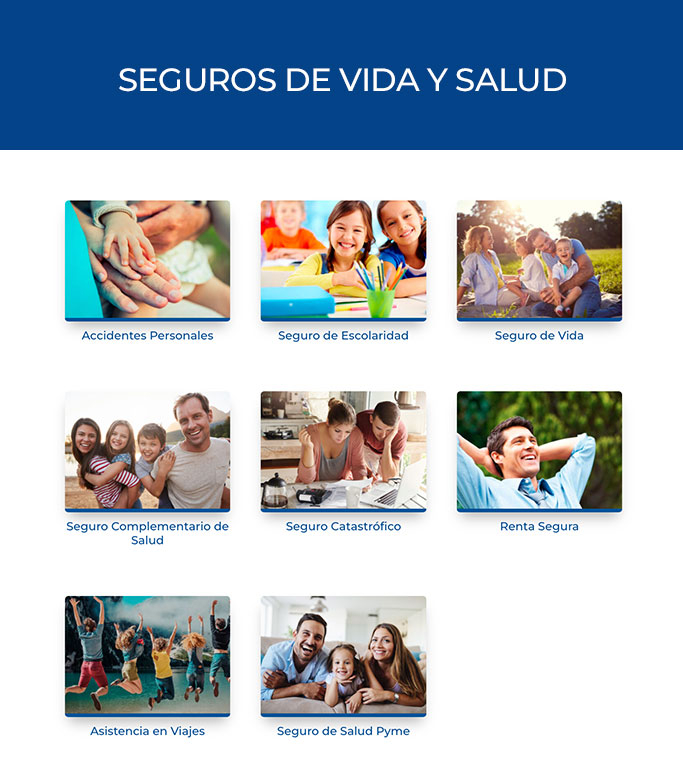 SEGUROS DE VIDA Y SALUD
Accidentes Personales
Seguro de Escolaridad
Seguro de Vida
Seguro Complementario de
Salud
Seguro Catastrófico
Renta Segura
Asistencia en Viajes
Seguro de Salud Pyme